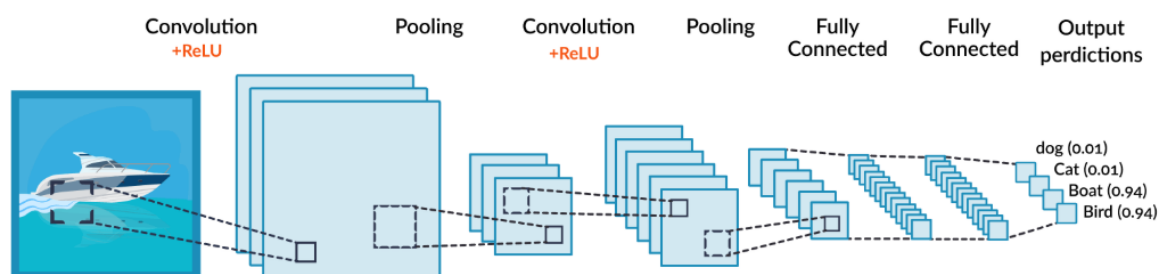 Convolution
+ReLU
Pooling
Convolution
+ReLU
Pooling
Fully
Connected
Fully
Connected
Output
perdictions
dog (0.01)
Cat (0.01)
Boat (0.94)
Bird (0.94)